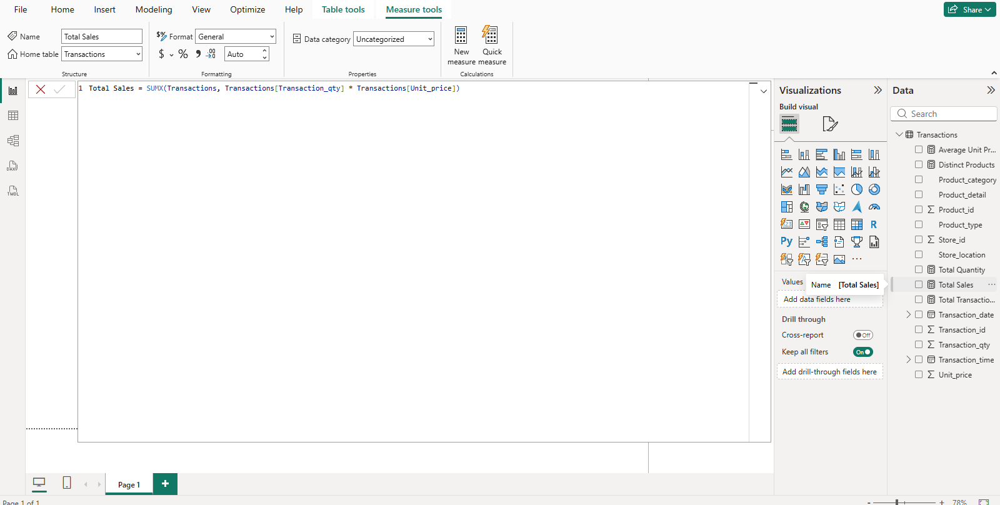 File Home Insert Modeling View Optimize Help Table tools Measure tools Share
Name Total Sales
Home table Transactions
Structure
$% Format General
$ % 9 .00 Auto
Formatting
Data category Uncategorized
Properties
New measure
Quick measure
Calculations
1 Total Sales = SUMX(Transactions, Transactions[Transaction_qty] * Transactions[Unit_price])
DAX
TMDL
Visualizations
Build visual
123
R
Py
...
Values
Name [Total Sales]
Add data fields here
Drill through
Cross-report Off
Keep all filters On
Add drill-through fields here
Data
Search
Transactions
Average Unit Pr...
Distinct Products
Product_category
Product_detail
Σ Product_id
Product_type
Σ Store_id
Store_location
Total Quantity
Total Sales ...
Total Transactio...
Transaction_date
Σ Transaction_id
Σ Transaction_qty
Transaction_time
Σ Unit_price
Page 1 +
Page 1 of 1
- + 78%